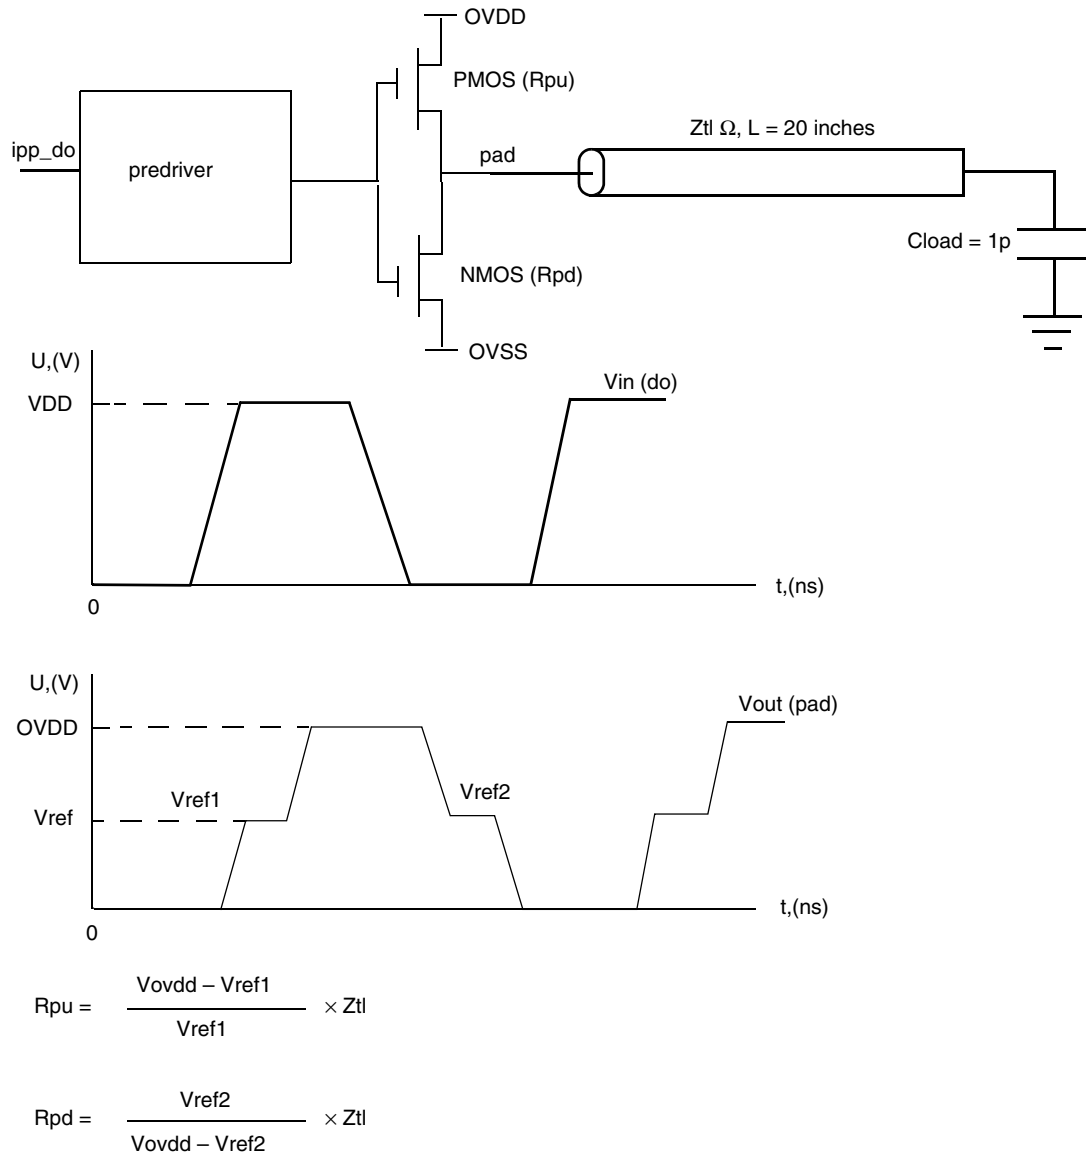 OVDD
PMOS (Rpu)
Ztl Ω, L = 20 inches
ipp_do
predriver
pad
Cload = 1p
NMOS (Rpd)
OVSS
U,(V)
VDD
Vin (do)
t,(ns)
0
U,(V)
OVDD
Vout (pad)
Vref1
Vref2
Vref
t,(ns)
0
Vovdd – Vref1
Rpu = × Ztl
Vref1
Vref2
Rpd = × Ztl
Vovdd – Vref2